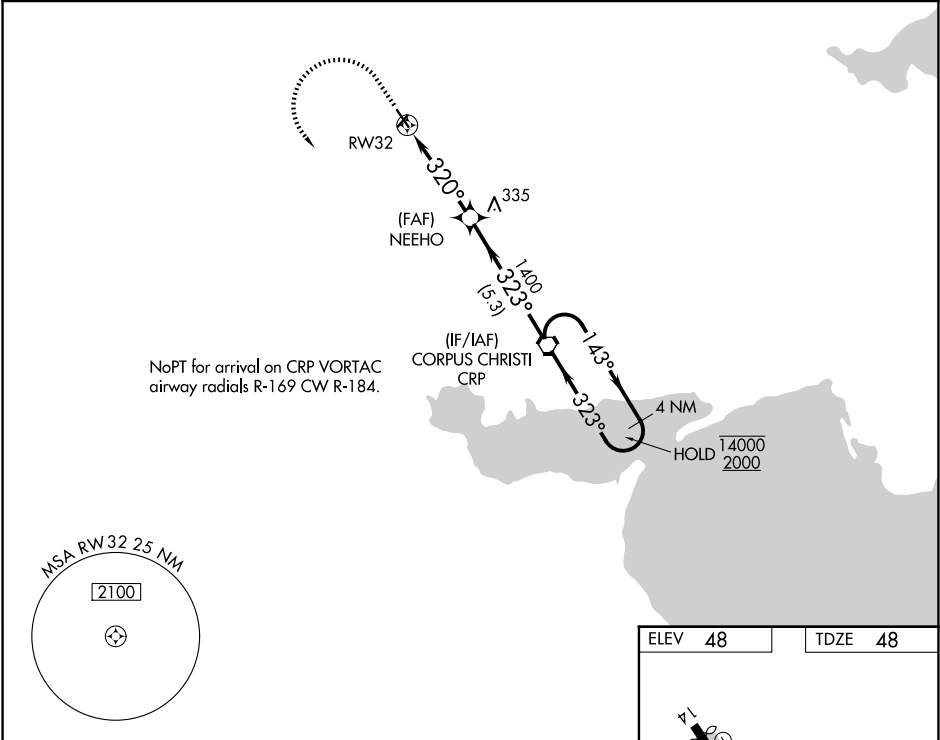 RW32
320°
335
(FAF)
NEEHO
1400
323°
(5.3)
(IF/IAF)
CORPUS CHRISTI
CRP
143°
NoPT for arrival on CRP VORTAC
airway radials R-169 CW R-184.
323°
4 NM
HOLD 14000
2000
MSA RW32 25 NM
2100
ELEV 48
TDZE 48
14